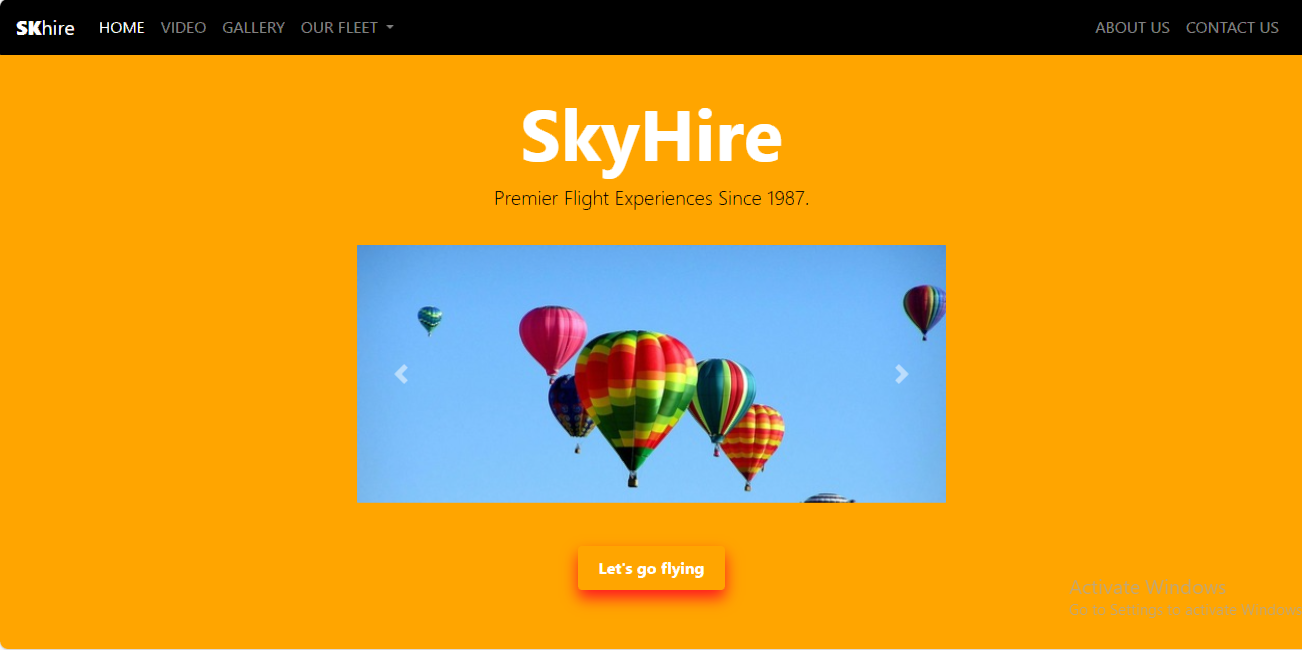 SKhire HOME VIDEO GALLERY OUR FLEET ABOUT US CONTACT US
SkyHire
Premier Flight Experiences Since 1987.
Let's go flying
Activate Windows
Go to Settings to activate Windows